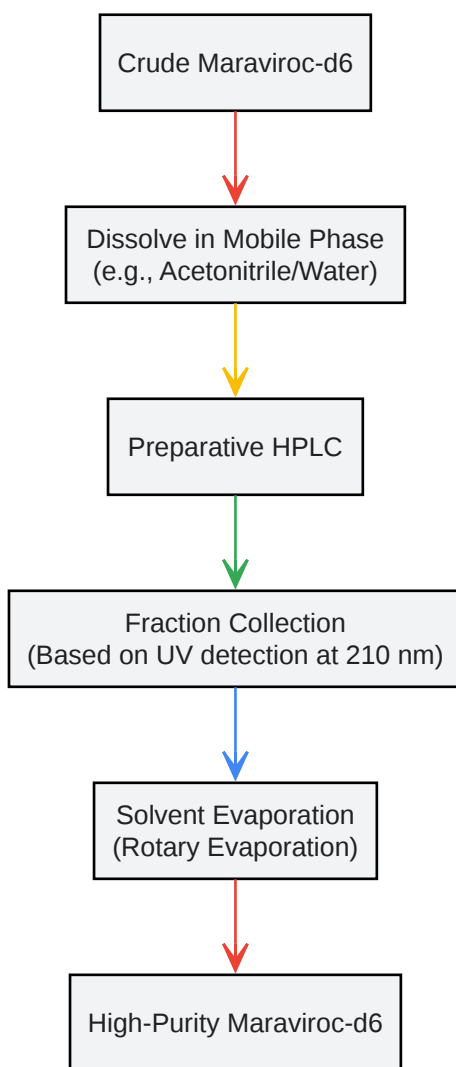 Crude Maraviroc-d6
Dissolve in Mobile Phase
(e.g., Acetonitrile/Water)
Preparative HPLC
Fraction Collection
(Based on UV detection at 210 nm)
Solvent Evaporation
(Rotary Evaporation)
High-Purity Maraviroc-d6